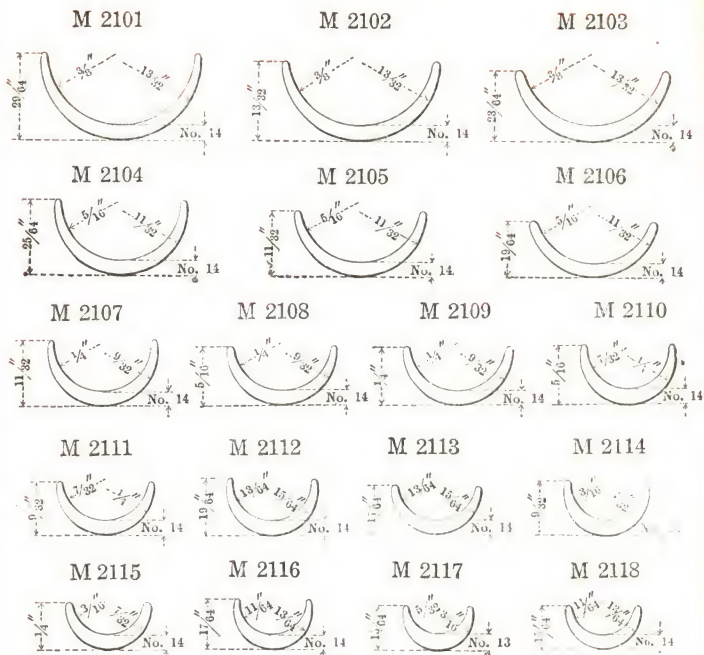 M 2101 M 2102 M 2103
29/64" 3/8" 13/32" No. 14 13/32" 3/8" 13/32" No. 14 23/64" 3/8" 13/32" No. 14
M 2104 M 2105 M 2106
25/64" 5/16" 11/32" No. 14 11/32" 5/16" 11/32" No. 14 19/64" 5/16" 11/32" No. 14
M 2107 M 2108 M 2109 M 2110
11/32" 1/4" 9/32" No. 14 5/16" 1/4" 9/32" No. 14 1/4" 1/4" 9/32" No. 14 5/16" 7/32" 1/4" No. 14
M 2111 M 2112 M 2113 M 2114
9/32" 7/32" 1/4" No. 14 19/64" 13/64" 15/64" No. 14 17/64" 13/64" 15/64" No. 14 9/32" 3/16" No.
M 2115 M 2116 M 2117 M 2118
1/4" 3/16" 7/32" No. 14 17/64" 11/64" 13/64" No. 14 5/32" 3/16" No. 13 11/64" 13/64" No. 14